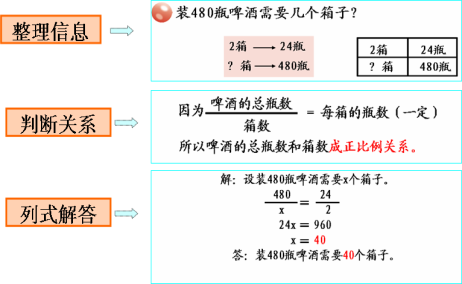 整理信息
装480瓶啤酒需要几个箱子?
2箱 → 24瓶
? 箱 → 480瓶
2箱 24瓶
? 箱 480瓶
判断关系
因为 啤酒的总瓶数 / 箱数 = 每箱的瓶数(一定)
所以啤酒的总瓶数和箱数成正比例关系。
列式解答
解:设装480瓶啤酒需要x个箱子。
480/x = 24/2
24x = 960
x = 40
答:装480瓶啤酒需要40个箱子。